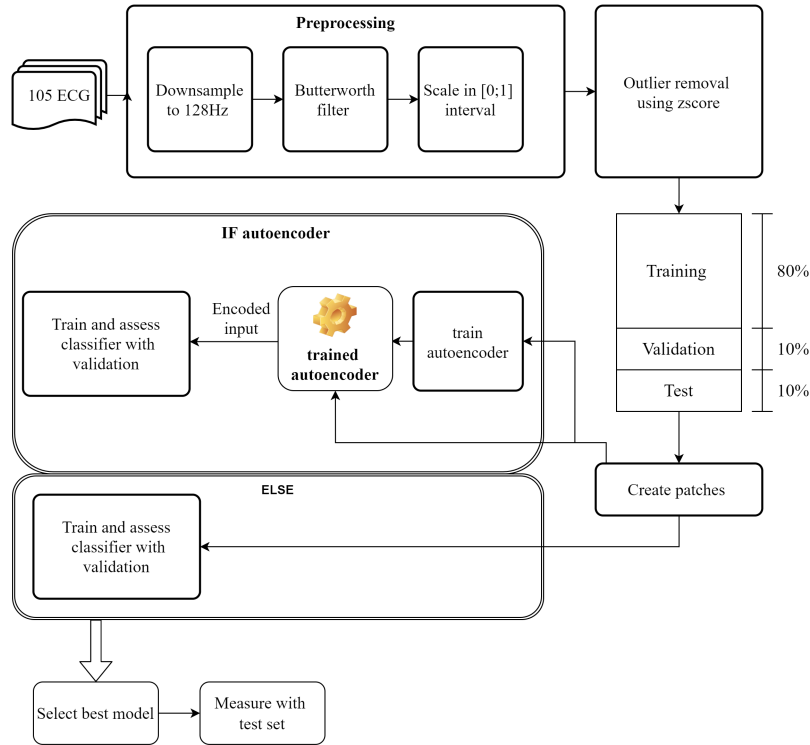 Preprocessing
105 ECG
Downsample
to 128Hz
Butterworth
filter
Scale in [0;1]
interval
Outlier removal
using zscore
Training
80%
Validation
10%
Test
10%
Create patches
IF autoencoder
Train and assess
classifier with
validation
Encoded
input
trained
autoencoder
train
autoencoder
ELSE
Train and assess
classifier with
validation
Select best model
Measure with
test set